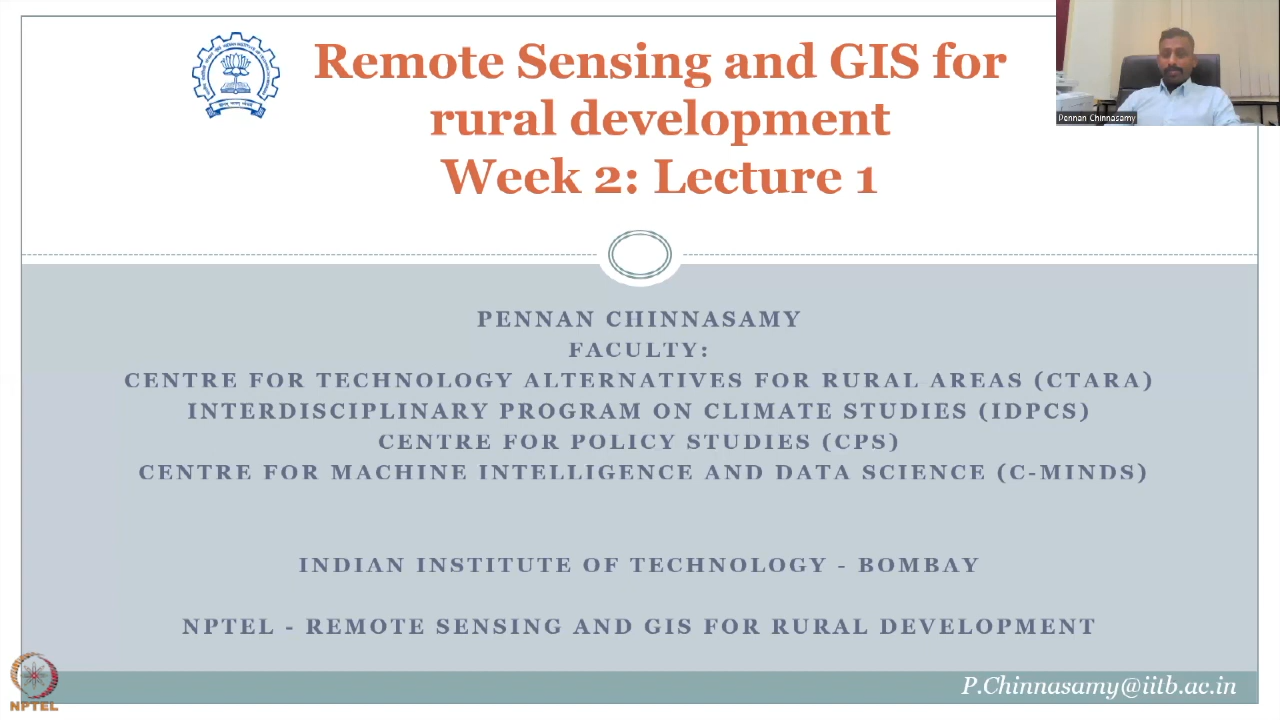 Remote Sensing and GIS for
rural development
Week 2: Lecture 1
Pennan Chinnasamy
PENNAN CHINNASAMY
FACULTY:
CENTRE FOR TECHNOLOGY ALTERNATIVES FOR RURAL AREAS (CTARA)
INTERDISCIPLINARY PROGRAM ON CLIMATE STUDIES (IDPCS)
CENTRE FOR POLICY STUDIES (CPS)
CENTRE FOR MACHINE INTELLIGENCE AND DATA SCIENCE (C-MINDS)
INDIAN INSTITUTE OF TECHNOLOGY - BOMBAY
NPTEL - REMOTE SENSING AND GIS FOR RURAL DEVELOPMENT
P.Chinnasamy@iitb.ac.in
NPTEL